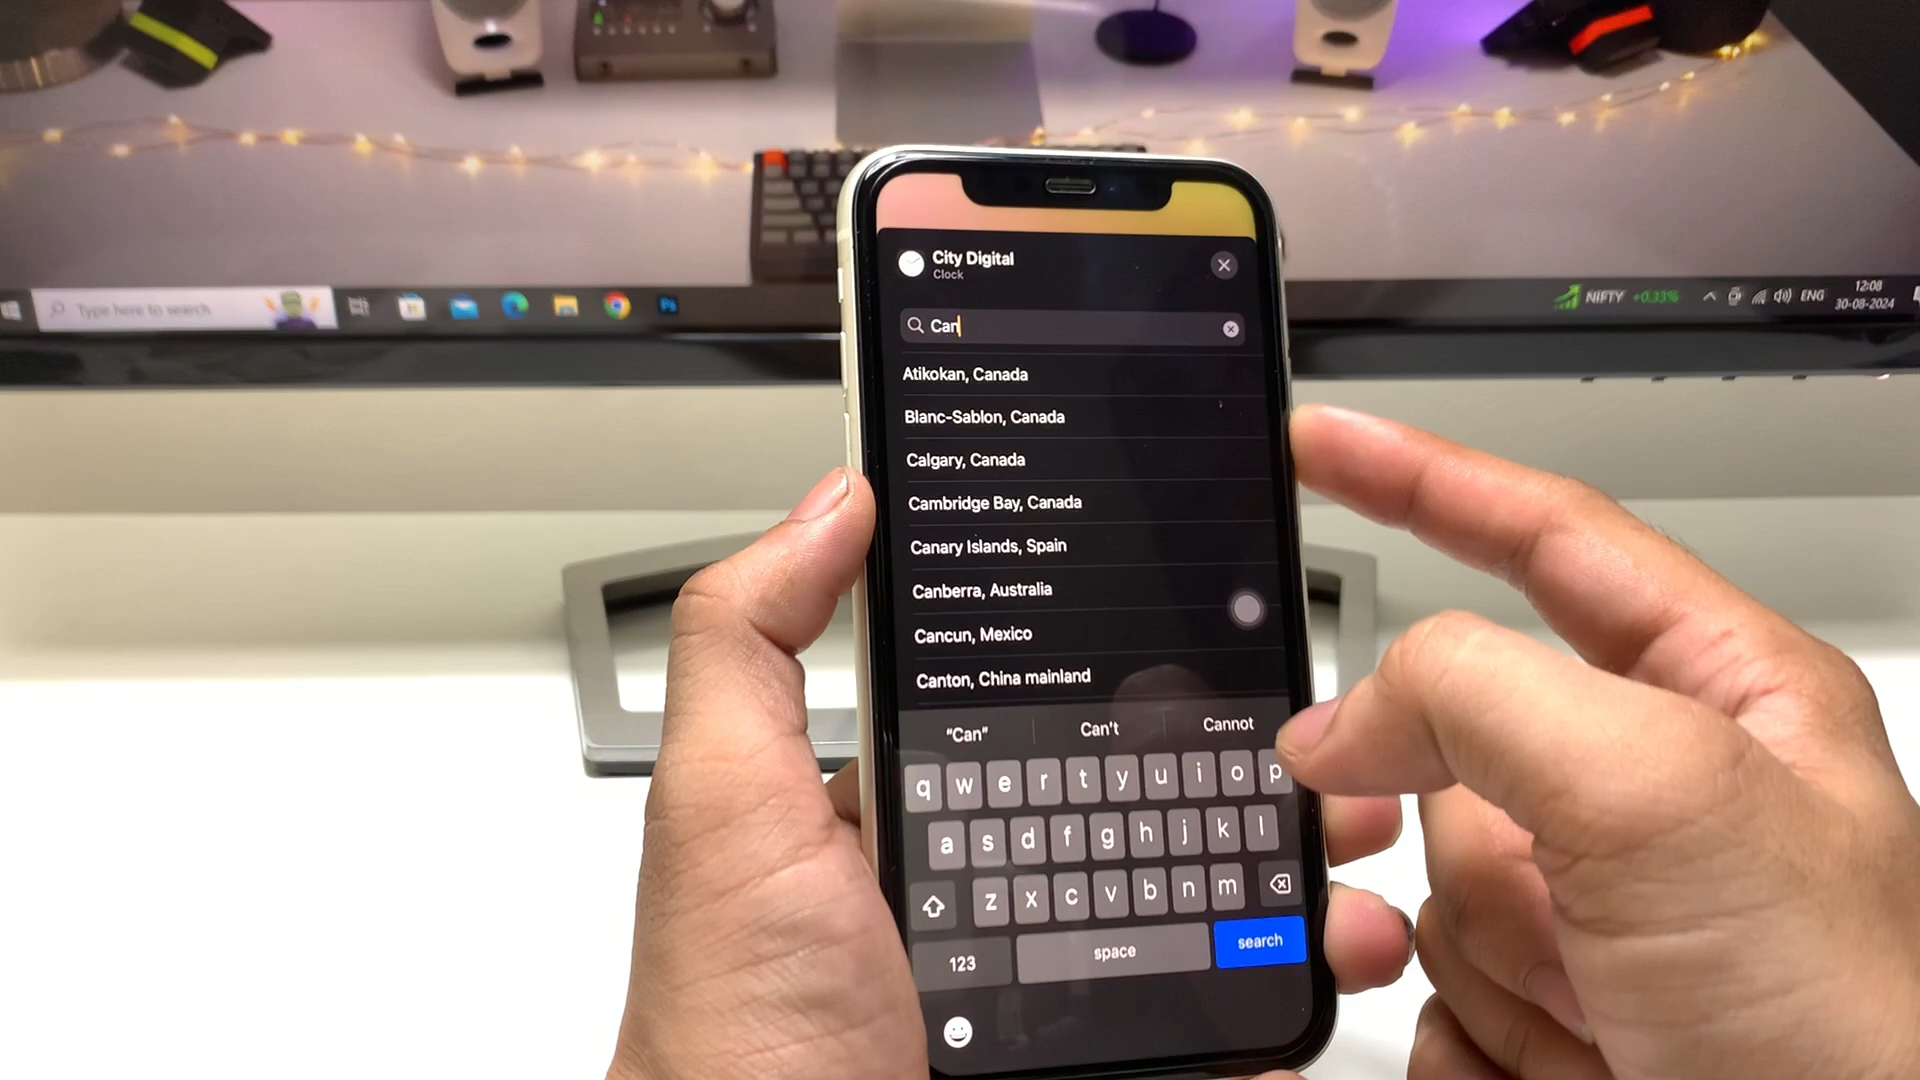 Type here to search
NIFTY +0.33%
ENG
12:08
30-08-2024
Ps
City Digital
Clock
Can
Atikokan, Canada
Blanc-Sablon, Canada
Calgary, Canada
Cambridge Bay, Canada
Canary Islands, Spain
Canberra, Australia
Cancun, Mexico
Canton, China mainland
"Can" Can't Cannot
q w e r t y u i o p
a s d f g h j k l
z x c v b n m
123 space search